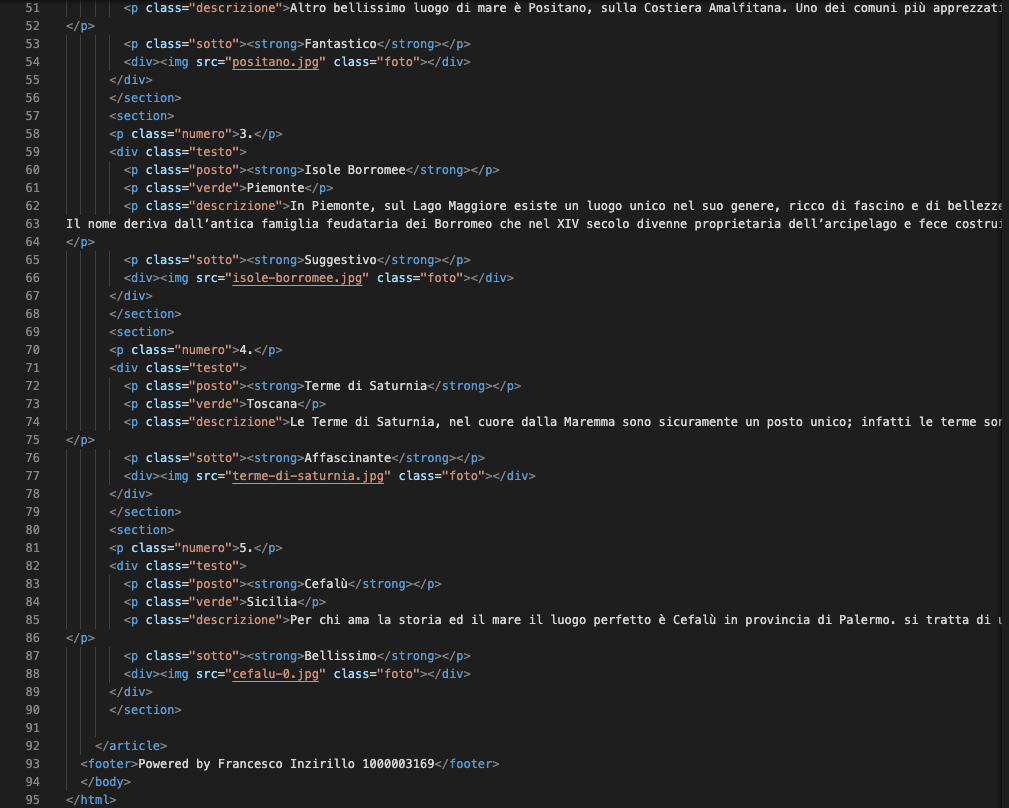 51 <p class="descrizione">Altro bellissimo luogo di mare è Positano, sulla Costiera Amalfitana. Uno dei comuni più apprezzati
52 </p>
53 <p class="sotto"><strong>Fantastico</strong></p>
54 <div><img src="positano.jpg" class="foto"></div>
55 </div>
56 </section>
57 <section>
58 <p class="numero">3.</p>
59 <div class="testo">
60 <p class="posto"><strong>Isole Borromee</strong></p>
61 <p class="verde">Piemonte</p>
62 <p class="descrizione">In Piemonte, sul Lago Maggiore esiste un luogo unico nel suo genere, ricco di fascino e di bellezze
63 Il nome deriva dall’antica famiglia feudataria dei Borromeo che nel XIV secolo divenne proprietaria dell’arcipelago e fece costrui
64 </p>
65 <p class="sotto"><strong>Suggestivo</strong></p>
66 <div><img src="isole-borromee.jpg" class="foto"></div>
67 </div>
68 </section>
69 <section>
70 <p class="numero">4.</p>
71 <div class="testo">
72 <p class="posto"><strong>Terme di Saturnia</strong></p>
73 <p class="verde">Toscana</p>
74 <p class="descrizione">Le Terme di Saturnia, nel cuore dalla Maremma sono sicuramente un posto unico; infatti le terme
75 </p>
76 <p class="sotto"><strong>Affascinante</strong></p>
77 <div><img src="terme-di-saturnia.jpg" class="foto"></div>
78 </div>
79 </section>
80 <section>
81 <p class="numero">5.</p>
82 <div class="testo">
83 <p class="posto"><strong>Cefalù</strong></p>
84 <p class="verde">Sicilia</p>
85 <p class="descrizione">Per chi ama la storia ed il mare il luogo perfetto è Cefalù in provincia di Palermo. si tratta di
86 </p>
87 <p class="sotto"><strong>Bellissimo</strong></p>
88 <div><img src="cefalu-0.jpg" class="foto"></div>
89 </div>
90 </section>
91
92 </article>
93 <footer>Powered by Francesco Inzirillo 1000003169</footer>
94 </body>
95 </html>